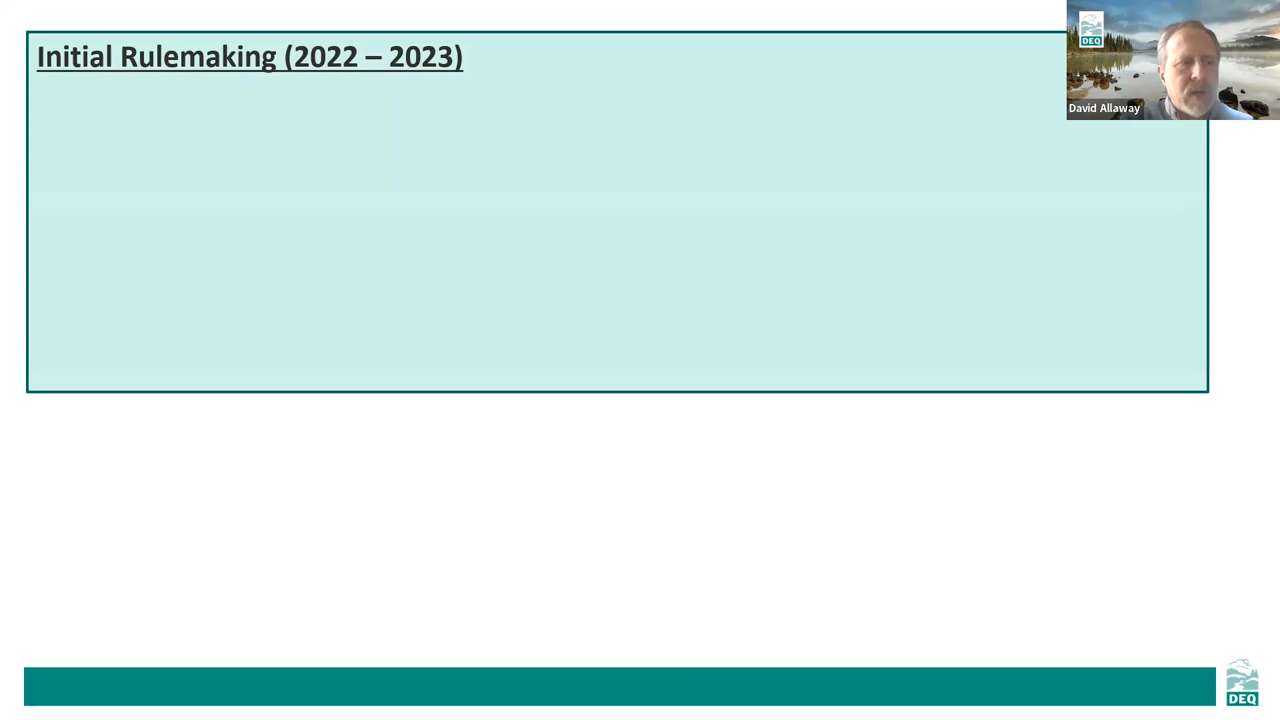 Initial Rulemaking (2022 – 2023)
DEQ
David Allaway
DEQ